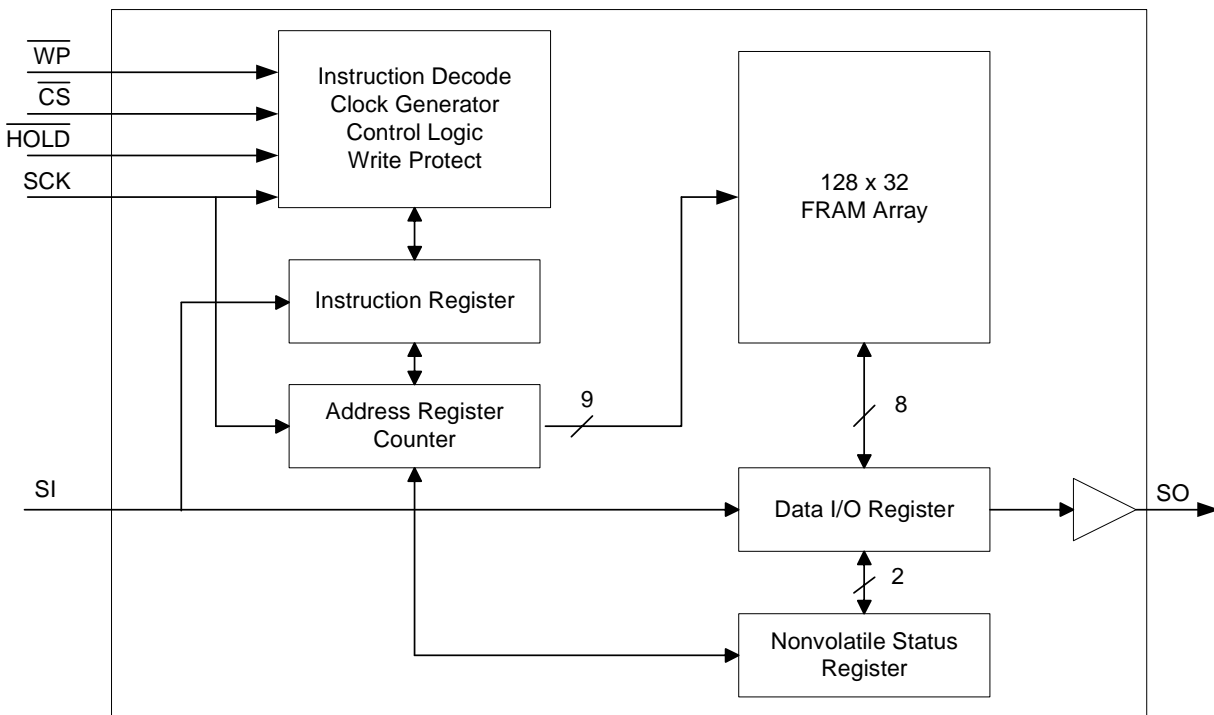 WP
CS
HOLD
SCK
Instruction Decode
Clock Generator
Control Logic
Write Protect
128 x 32
FRAM Array
Instruction Register
Address Register
Counter
9
8
SI
Data I/O Register
SO
2
Nonvolatile Status
Register